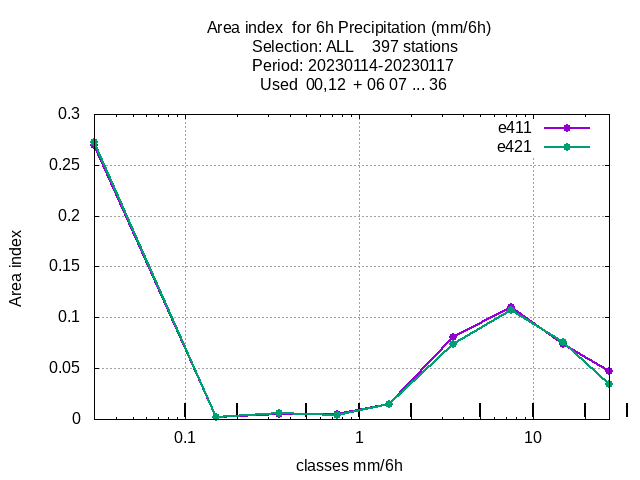 Area index  for 6h Precipitation (mm/6h)
Selection: ALL    397 stations
Period: 20230114-20230117
Used  00,12  + 06 07 ... 36
0.3
0.25
0.2
0.15
0.1
0.05
0
e411
e421
Area index
0.1
1
10
classes mm/6h